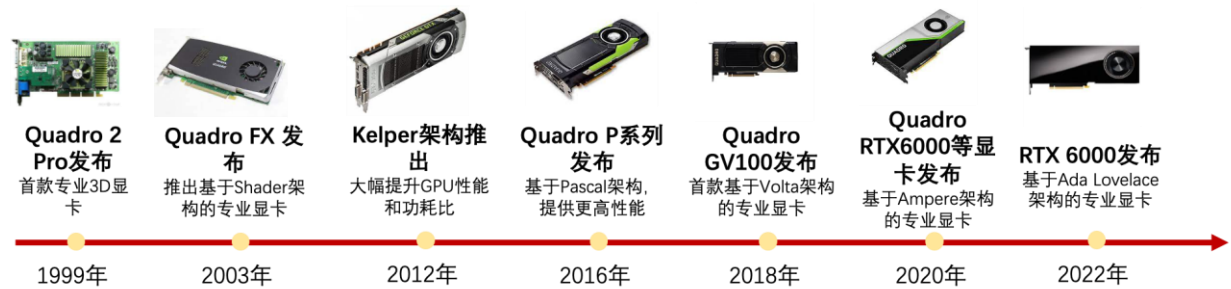 Quadro 2
Pro发布
首款专业3D显
卡
1999年
Quadro FX 发
布
推出基于Shader架
构的专业显卡
2003年
GEFORCE GTX
Kelper架构推
出
大幅提升GPU性能
和功耗比
2012年
Quadro P系列
发布
基于Pascal架构，
提供更高性能
2016年
Quadro
GV100发布
首款基于Volta架构
的专业显卡
2018年
QUADRO
Quadro
RTX6000等显
卡发布
基于Ampere架构
的专业显卡
2020年
RTX 6000发布
基于Ada Lovelace
架构的专业显卡
2022年